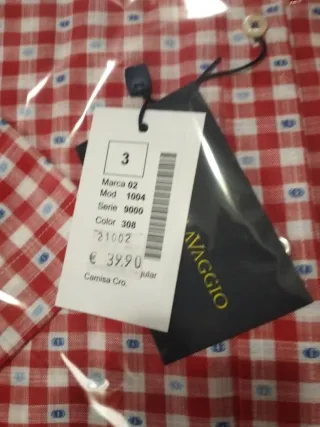 3
Marca 02
Mod 1004
Serie 9000
Color 308
21002
€ 39.90
Camisa Cro.
jular
AVAGGIO